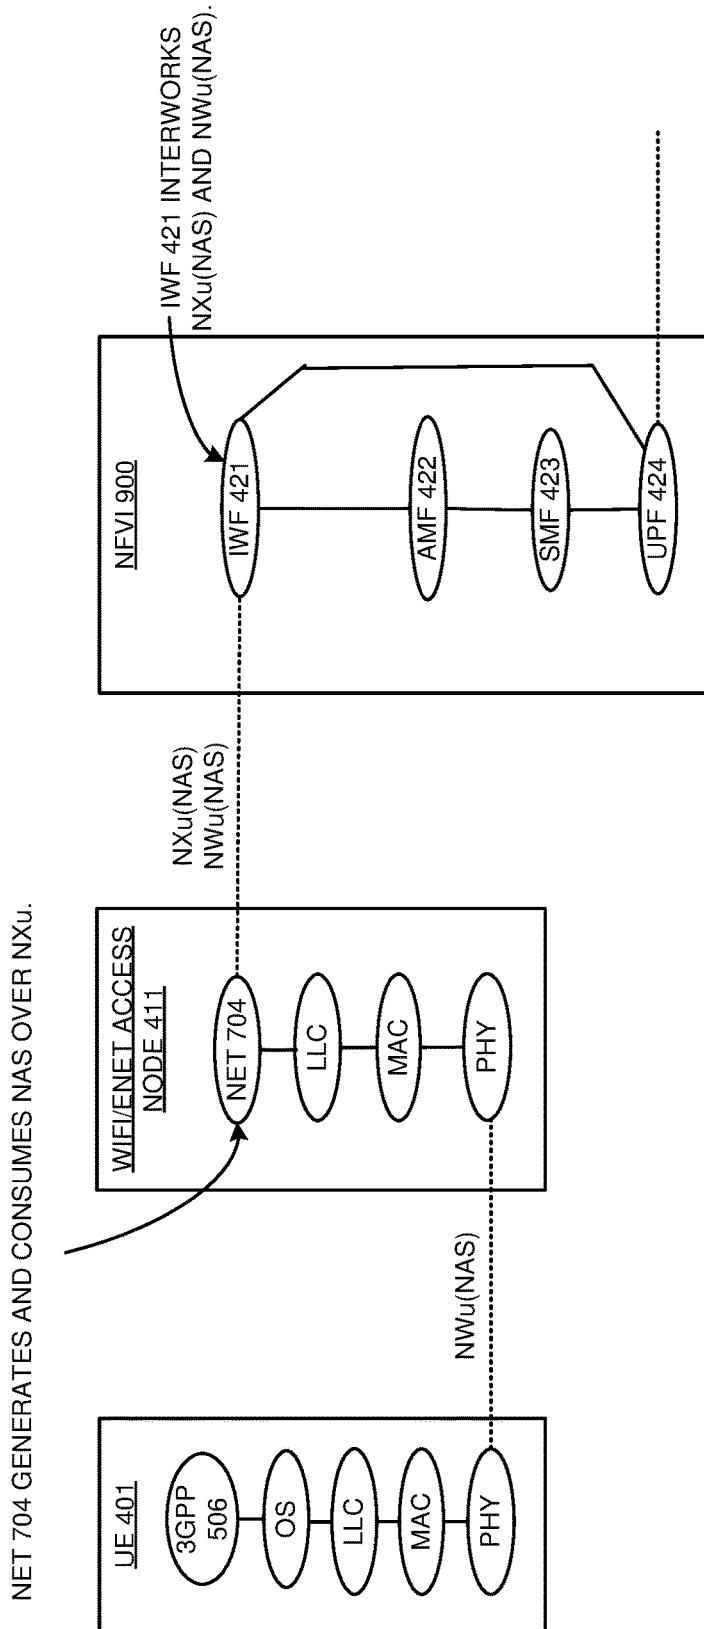 NET 704 GENERATES AND CONSUMES NAS OVER NXu.
UE 401
3GPP
506
OS
LLC
MAC
PHY
NWu(NAS)
WIFI/ENET ACCESS
NODE 411
NET 704
LLC
MAC
PHY
NXu(NAS)
NWu(NAS)
NFVI 900
IWF 421
AMF 422
SMF 423
UPF 424
IWF 421 INTERWORKS
NXu(NAS) AND NWu(NAS).